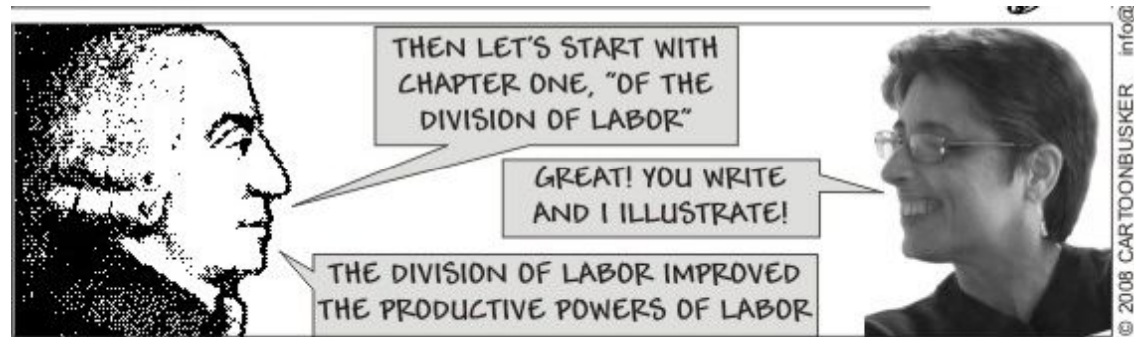 THEN LET'S START WITH
CHAPTER ONE, "OF THE
DIVISION OF LABOR"
GREAT! YOU WRITE
AND I ILLUSTRATE!
THE DIVISION OF LABOR IMPROVED
THE PRODUCTIVE POWERS OF LABOR
© 2008 CARTOONBUSKER info@